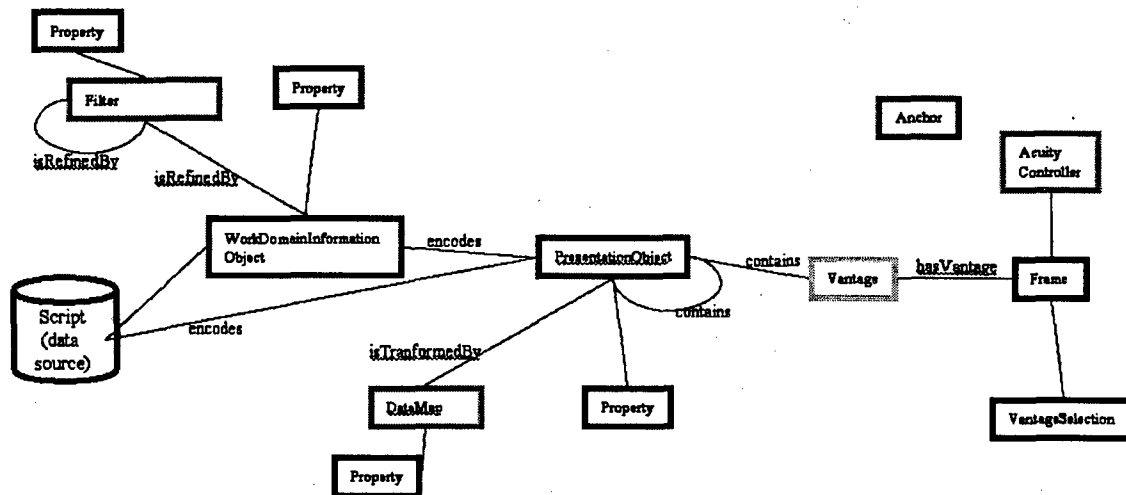 Property
Filter
Property
Anchor
Acuity
Controller
isRefinedBy
isRefinedBy
WorkDomainInformation
Object
encodes
PresentationObject
contains
Vantage
hasVantage
Frame
Script
(data
source)
encodes
contains
isTranformedBy
DataMap
Property
VantageSelection
Property